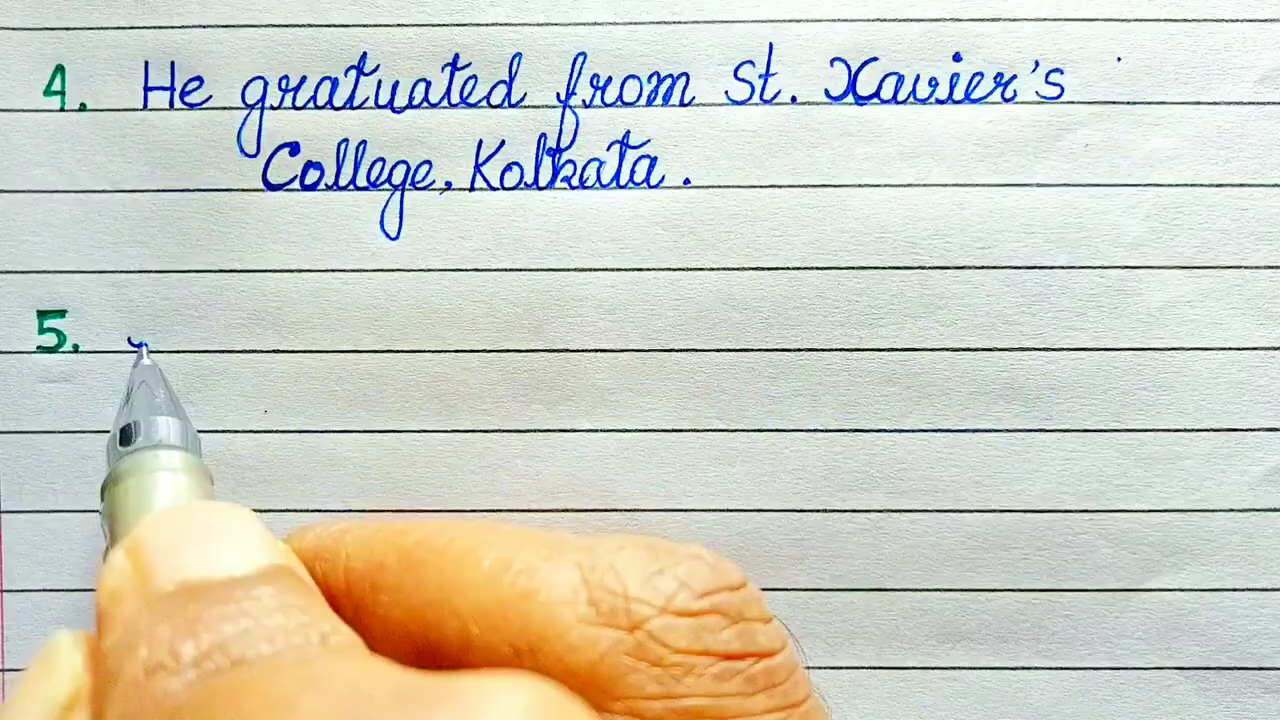 4. He gratuated from St. Xavier's
College, Kolkata.
5.